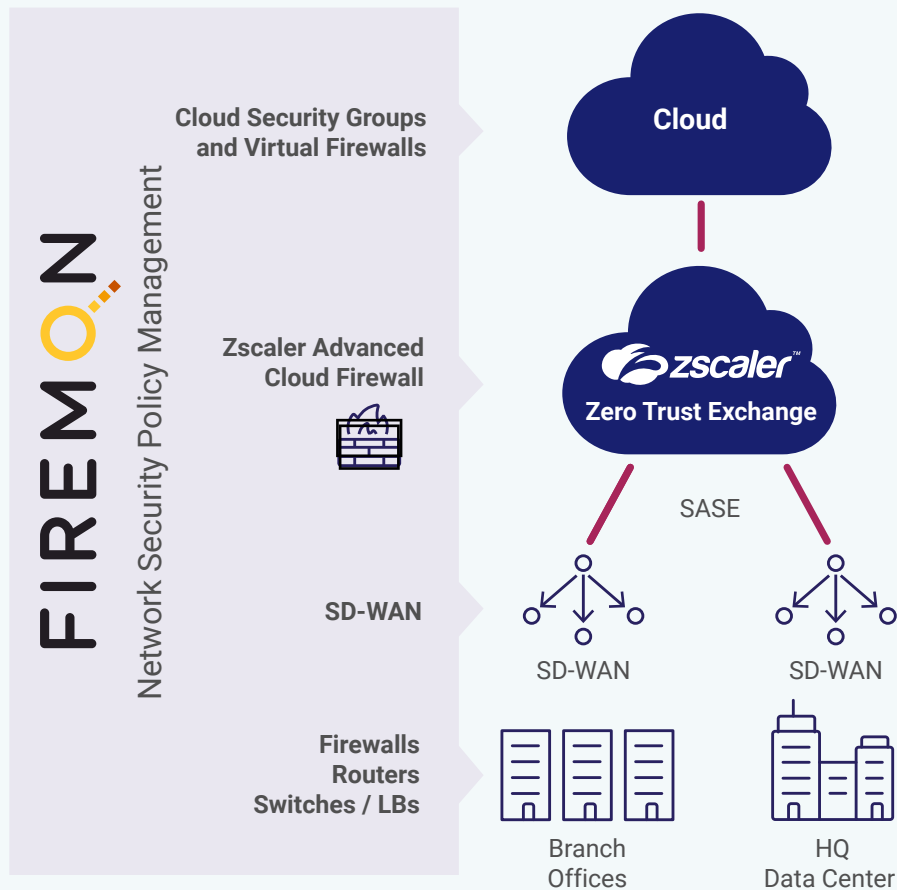 FIREMON
Network Security Policy Management
Cloud Security Groups
and Virtual Firewalls
Cloud
Zscaler Advanced
Cloud Firewall
zscaler™
Zero Trust Exchange
SASE
SD-WAN
SD-WAN
SD-WAN
Firewalls
Routers
Switches / LBs
Branch
Offices
HQ
Data Center